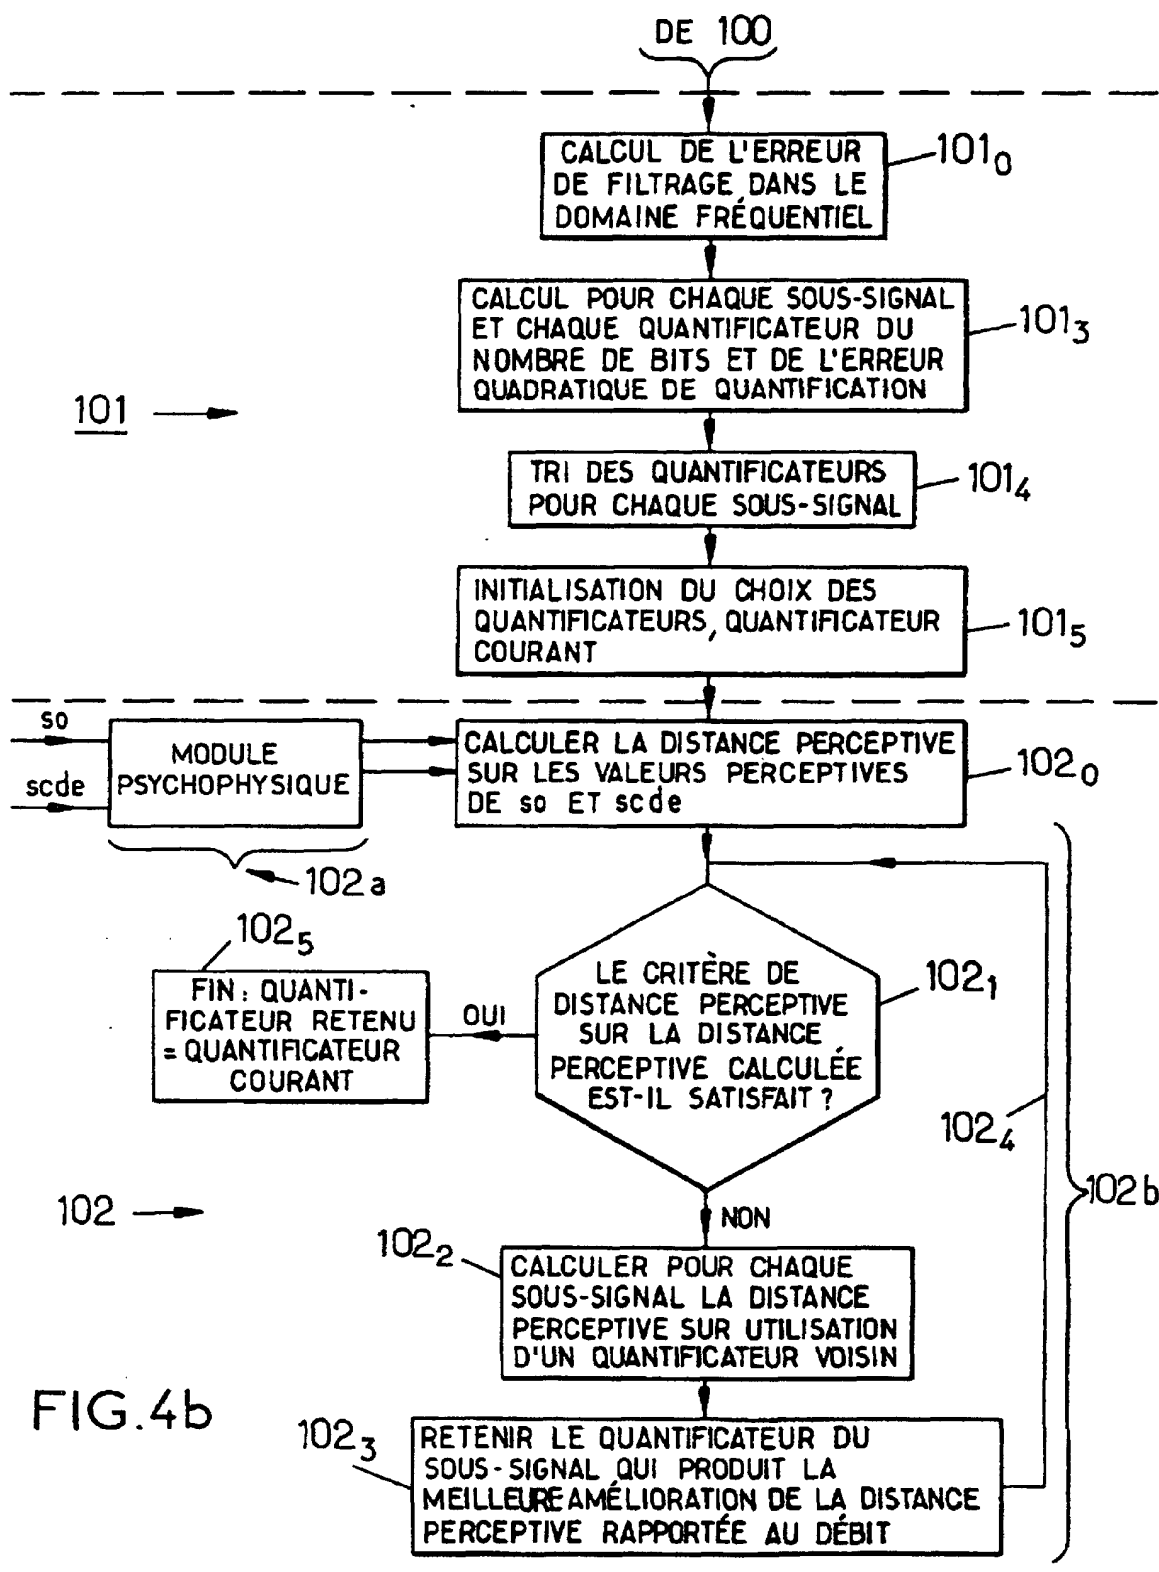 DE 100
CALCUL DE L'ERREUR
DE FILTRAGE DANS LE
DOMAINE FRÉQUENTIEL
101₀
CALCUL POUR CHAQUE SOUS-SIGNAL
ET CHAQUE QUANTIFICATEUR DU
NOMBRE DE BITS ET DE L'ERREUR
QUADRATIQUE DE QUANTIFICATION
101₃
101
TRI DES QUANTIFICATEURS
POUR CHAQUE SOUS-SIGNAL
101₄
INITIALISATION DU CHOIX DES
QUANTIFICATEURS, QUANTIFICATEUR
COURANT
101₅
so
scde
MODULE
PSYCHOPHYSIQUE
102a
CALCULER LA DISTANCE PERCEPTIVE
SUR LES VALEURS PERCEPTIVES
DE so ET scde
102₀
LE CRITÈRE DE
DISTANCE PERCEPTIVE
SUR LA DISTANCE
PERCEPTIVE CALCULÉE
EST-IL SATISFAIT ?
102₁
OUI
102₅
FIN : QUANTI-
FICATEUR RETENU
= QUANTIFICATEUR
COURANT
102₄
102b
102
NON
102₂
CALCULER POUR CHAQUE
SOUS-SIGNAL LA DISTANCE
PERCEPTIVE SUR UTILISATION
D'UN QUANTIFICATEUR VOISIN
102₃
RETENIR LE QUANTIFICATEUR DU
SOUS-SIGNAL QUI PRODUIT LA
MEILLEURE AMÉLIORATION DE LA DISTANCE
PERCEPTIVE RAPPORTÉE AU DÉBIT
FIG.4b